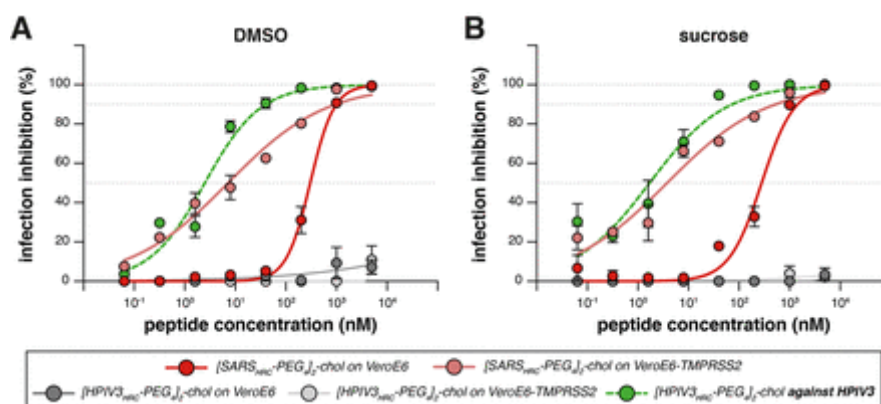 A
DMSO
infection inhibition (%)
100
80
60
40
20
0
10⁻¹ 10⁰ 10¹ 10² 10³ 10⁴
peptide concentration (nM)
B
sucrose
infection inhibition (%)
100
80
60
40
20
0
10⁻¹ 10⁰ 10¹ 10² 10³ 10⁴
peptide concentration (nM)
[SARS_HRC-PEG₄]₂-chol on VeroE6 [SARS_HRC-PEG₄]₂-chol on VeroE6-TMPRSS2
[HPIV3_HRC-PEG₄]₂-chol on VeroE6 [HPIV3_HRC-PEG₄]₂-chol on VeroE6-TMPRSS2 [HPIV3_HRC-PEG₄]₂-chol against HPIV3